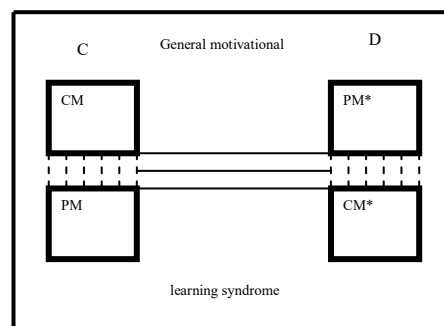 C
General motivational
D
CM
PM*
PM
CM*
learning syndrome